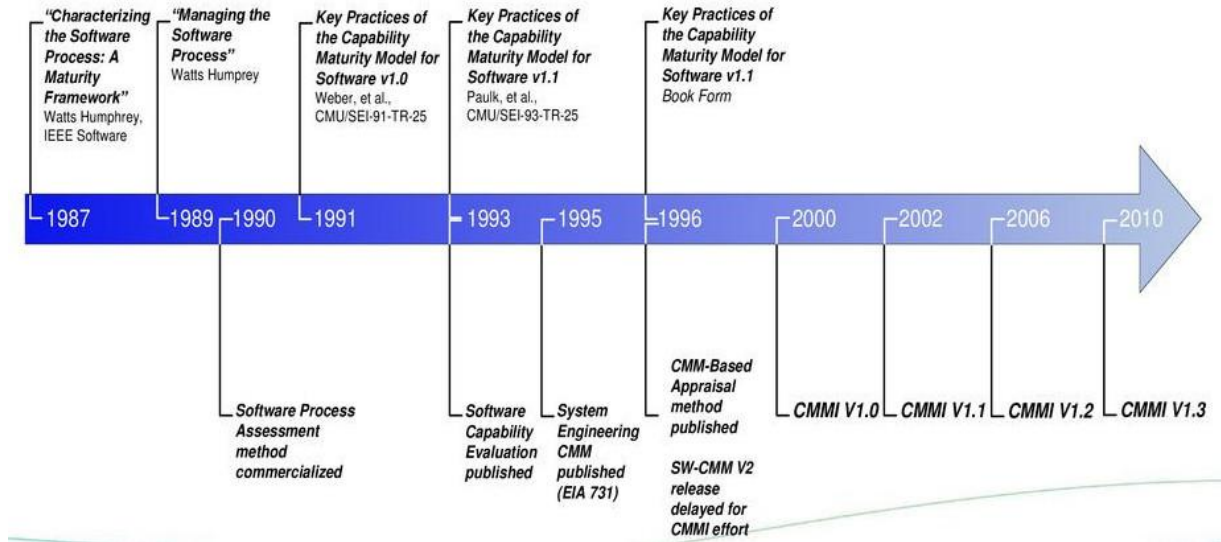 “Characterizing
the Software
Process: A
Maturity
Framework”
Watts Humphrey,
IEEE Software
“Managing the
Software
Process”
Watts Humprey
Key Practices of
the Capability
Maturity Model for
Software v1.0
Weber, et al.,
CMU/SEI-91-TR-25
Key Practices of
the Capability
Maturity Model for
Software v1.1
Paulk, et al.,
CMU/SEI-93-TR-25
Key Practices of
the Capability
Maturity Model for
Software v1.1
Book Form
1987
1989
1990
1991
1993
1995
1996
2000
2002
2006
2010
Software Process
Assessment
method
commercialized
Software
Capability
Evaluation
published
System
Engineering
CMM
published
(EIA 731)
CMM-Based
Appraisal
method
published
SW-CMM V2
release
delayed for
CMMI effort
CMMI V1.0
CMMI V1.1
CMMI V1.2
CMMI V1.3